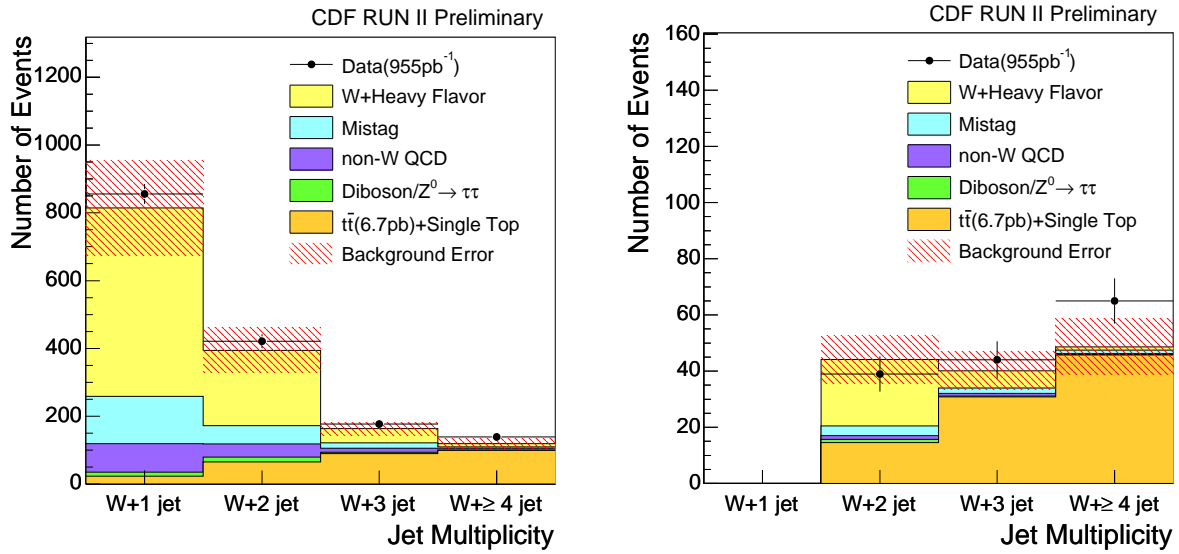 CDF RUN II Preliminary
Number of Events
1200
1000
800
600
400
200
0
Data(955pb⁻¹)
W+Heavy Flavor
Mistag
non-W QCD
Diboson/Z⁰→ ττ
tt̄(6.7pb)+Single Top
Background Error
W+1 jet W+2 jet W+3 jet W+≥ 4 jet
Jet Multiplicity
CDF RUN II Preliminary
Number of Events
160
140
120
100
80
60
40
20
0
Data(955pb⁻¹)
W+Heavy Flavor
Mistag
non-W QCD
Diboson/Z⁰→ ττ
tt̄(6.7pb)+Single Top
Background Error
W+1 jet W+2 jet W+3 jet W+≥ 4 jet
Jet Multiplicity